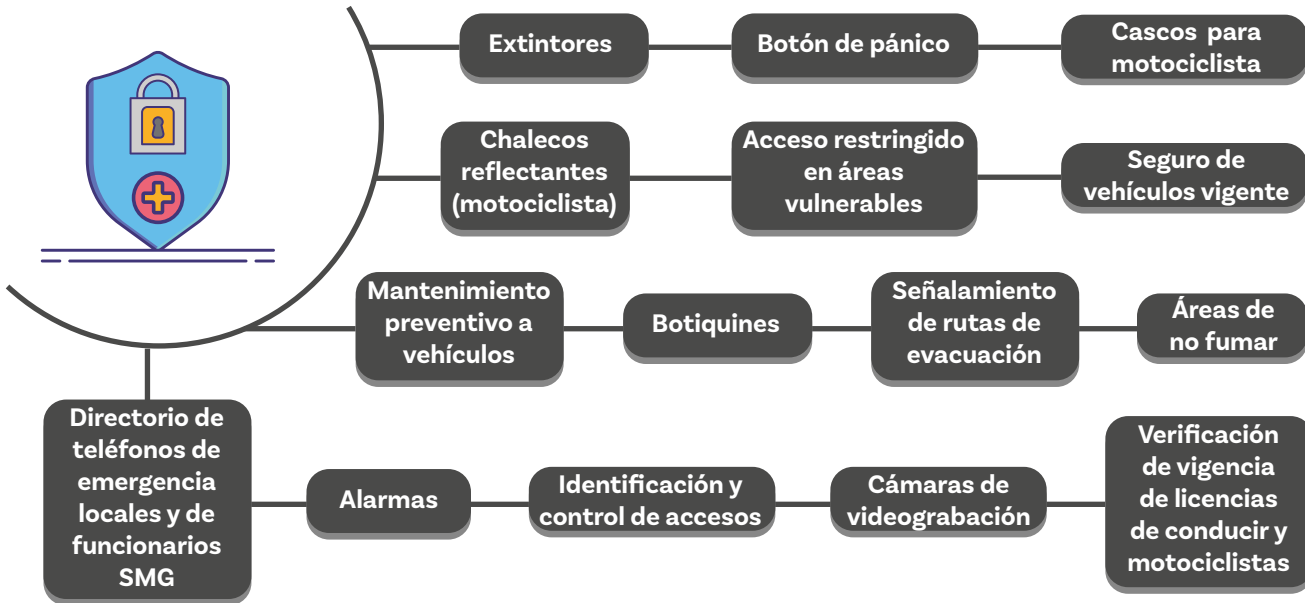 Extintores
Botón de pánico
Cascos para
motociclista
Chalecos
reflectantes
(motociclista)
Acceso restringido
en áreas
vulnerables
Seguro de
vehículos vigente
Mantenimiento
preventivo a
vehículos
Botiquines
Señalamiento
de rutas de
evacuación
Áreas de
no fumar
Directorio de
teléfonos de
emergencia
locales y de
funcionarios
SMG
Alarmas
Identificación y
control de accesos
Cámaras de
videograbación
Verificación
de vigencia
de licencias
de conducir y
motociclistas